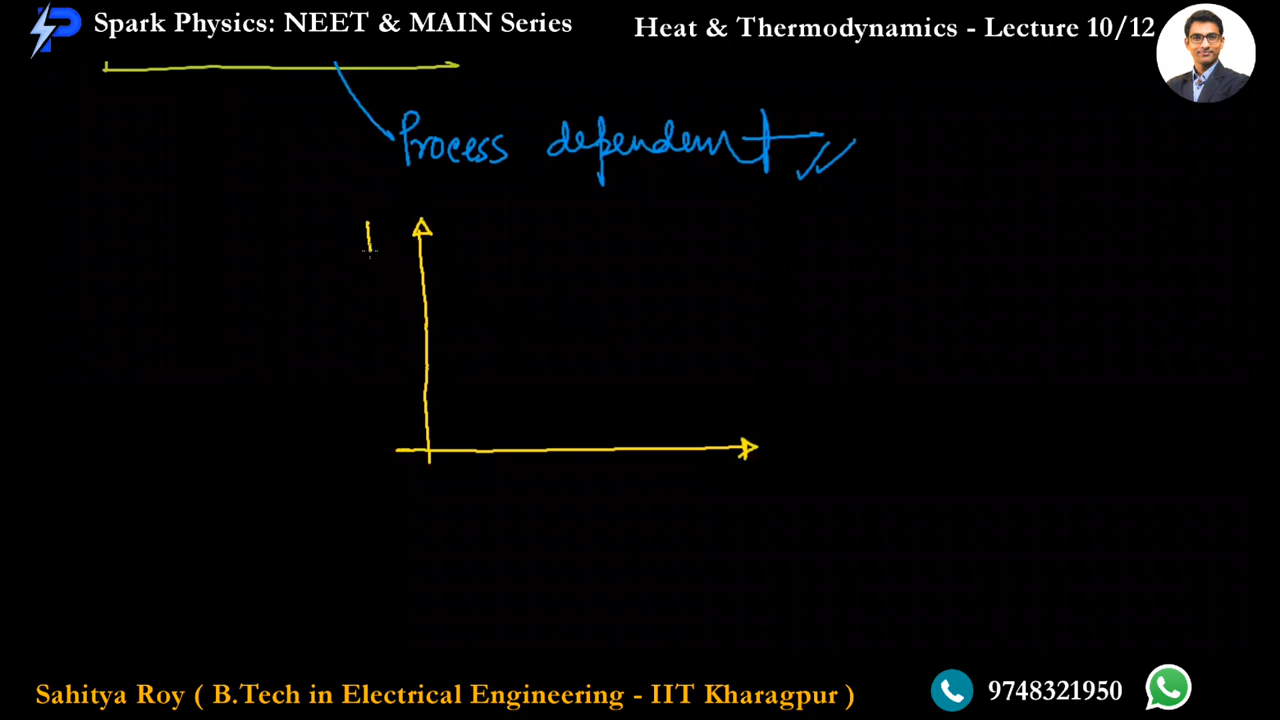 Spark Physics: NEET & MAIN Series
Heat & Thermodynamics - Lecture 10/12
Process dependent
Sahitya Roy ( B.Tech in Electrical Engineering - IIT Kharagpur )
9748321950